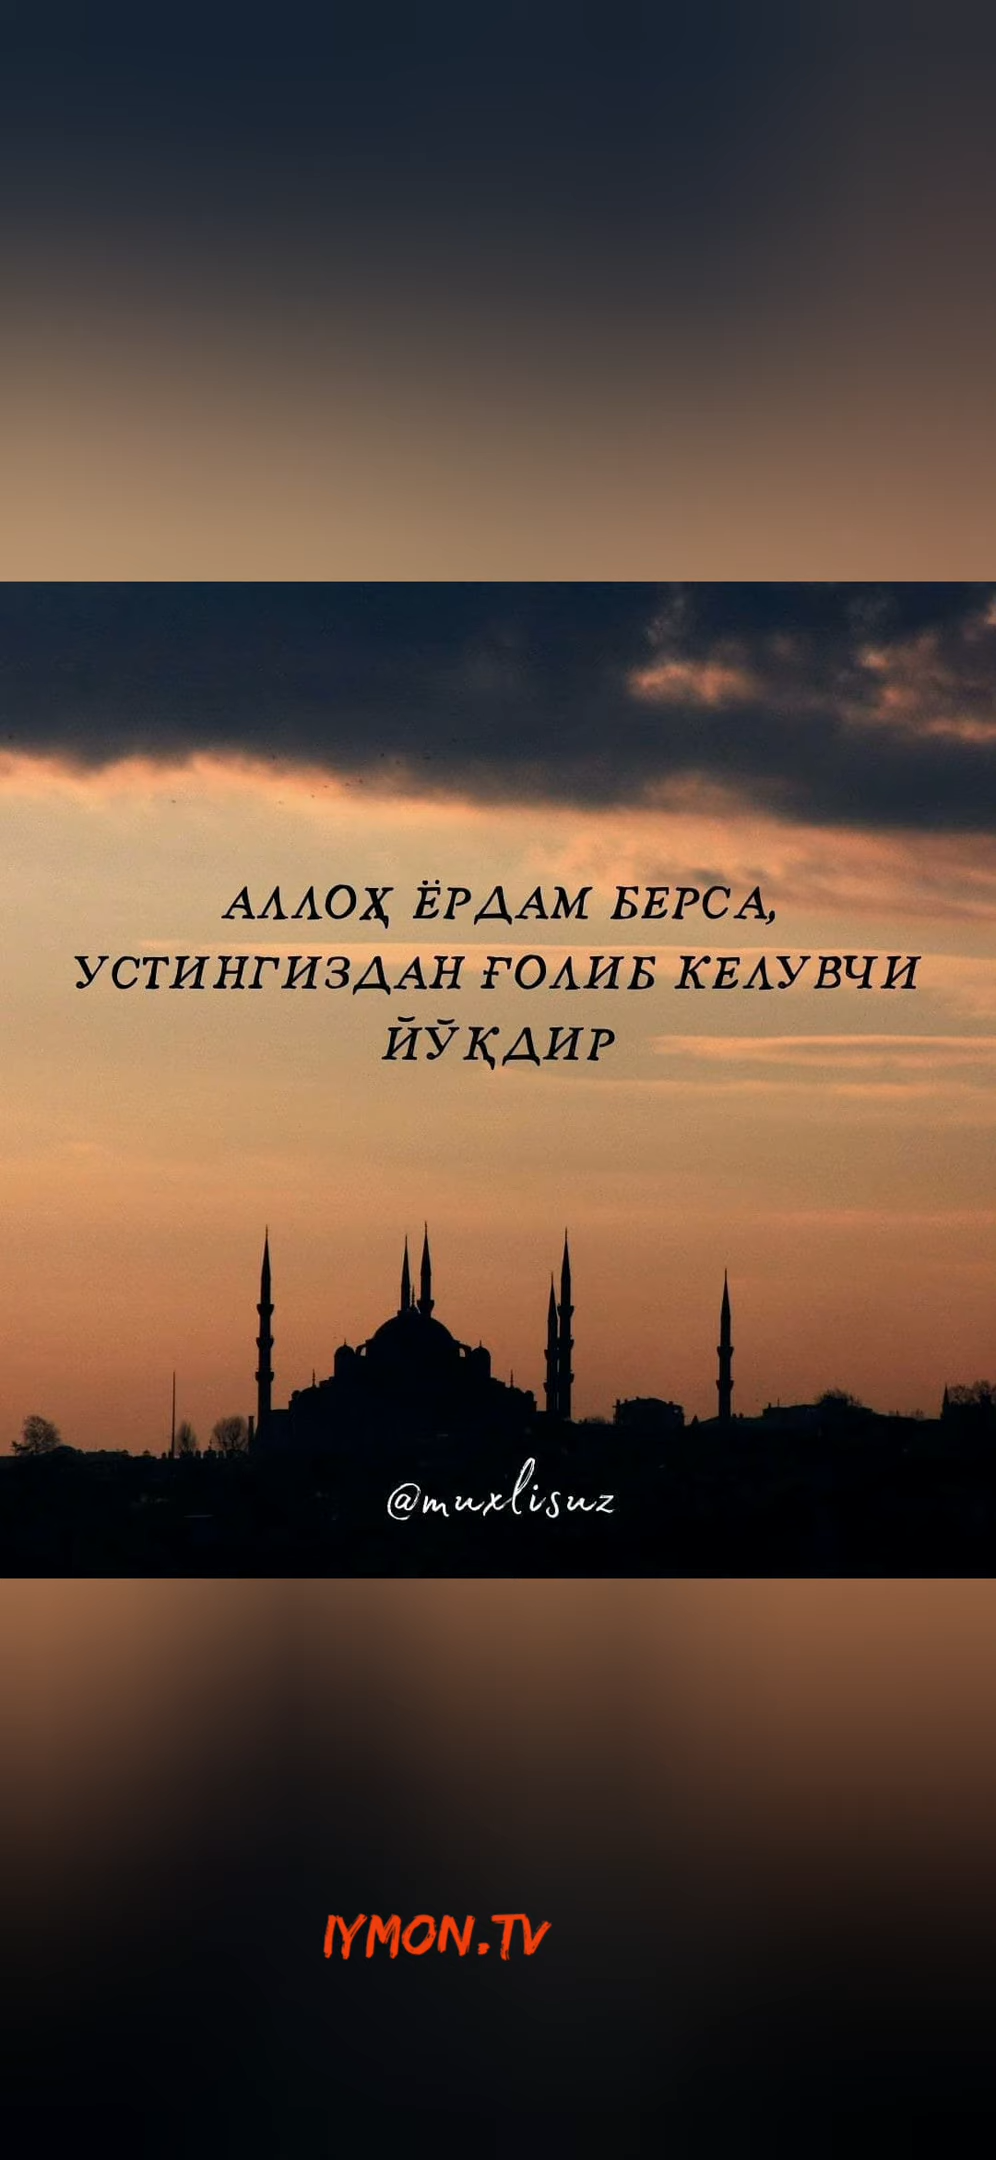 АЛЛОҲ ЁРДАМ БЕРСА,
УСТИНГИЗДАН ҒОЛИБ КЕЛУВЧИ
ЙЎҚДИР
@muxlisuz
IYMON.TV